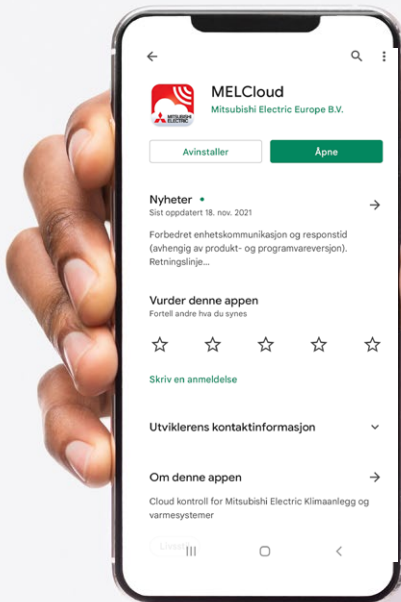 MELCloud
Mitsubishi Electric Europe B.V.
MITSUBISHI
ELECTRIC
Avinstaller
Åpne
Nyheter
Sist oppdatert 18. nov. 2021
Forbedret enhetskommunikasjon og responstid
(avhengig av produkt- og programvareversjon).
Retningslinje...
Vurder denne appen
Fortell andre hva du synes
Skriv en anmeldelse
Utviklerens kontaktinformasjon
Om denne appen
Cloud kontroll for Mitsubishi Electric Klimaanlegg og
varmesystemer